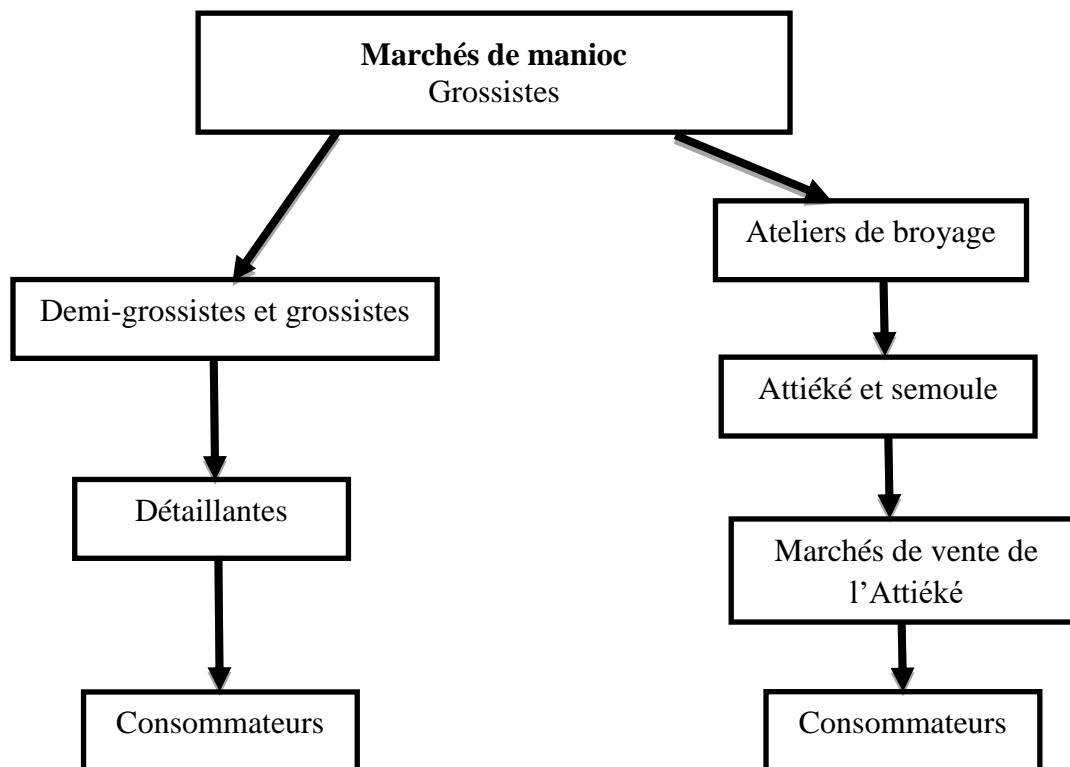 Marchés de manioc
Grossistes
Ateliers de broyage
Demi-grossistes et grossistes
Attiéké et semoule
Détaillantes
Marchés de vente de
l’Attiéké
Consommateurs
Consommateurs